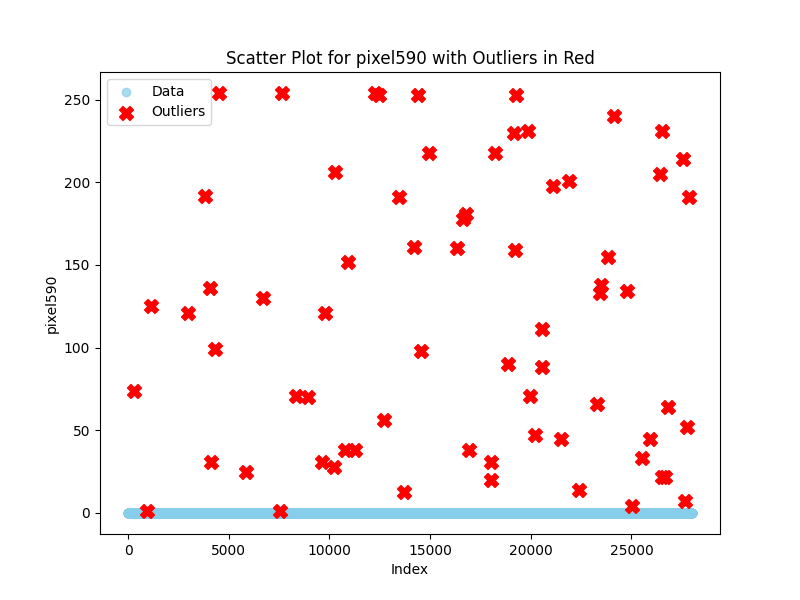 Scatter Plot for pixel590 with Outliers in Red
Data
Outliers
250
200
150
100
50
0
pixel590
0 5000 10000 15000 20000 25000
Index